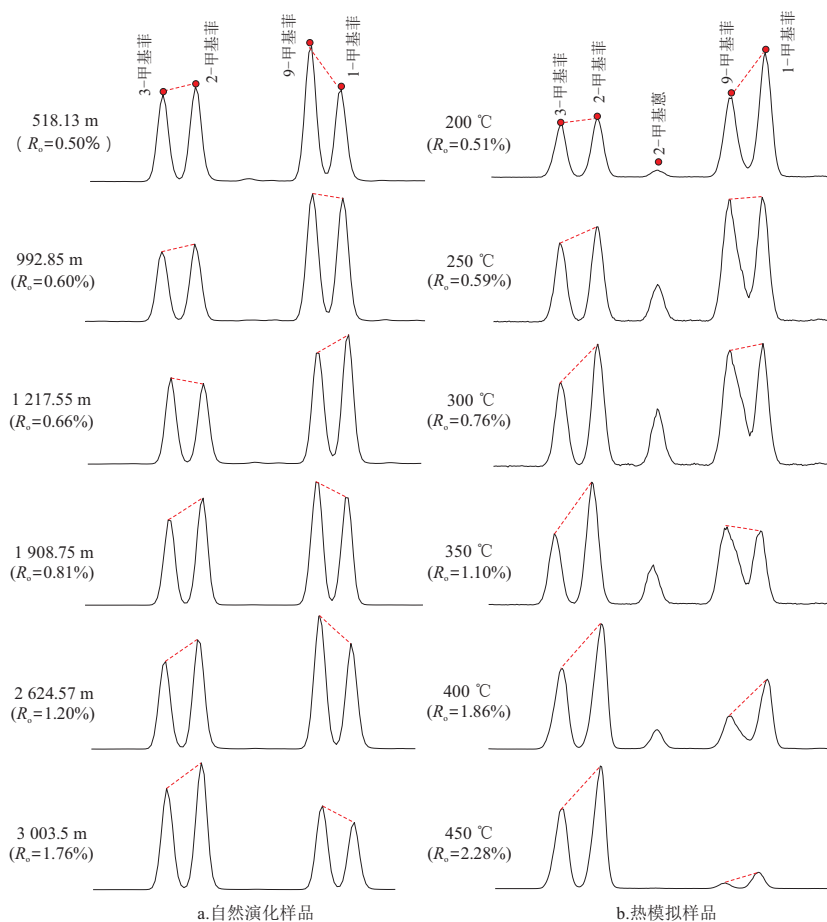 3-甲基菲
2-甲基菲
9-甲基菲
1-甲基菲
518.13 m
( Rₒ=0.50% )
992.85 m
(Rₒ=0.60%)
1 217.55 m
(Rₒ=0.66%)
1 908.75 m
(Rₒ=0.81%)
2 624.57 m
(Rₒ=1.20%)
3 003.5 m
(Rₒ=1.76%)
a.自然演化样品
3-甲基菲
2-甲基菲
2-甲基蒽
9-甲基菲
1-甲基菲
200 ℃
(Rₒ=0.51%)
250 ℃
(Rₒ=0.59%)
300 ℃
(Rₒ=0.76%)
350 ℃
(Rₒ=1.10%)
400 ℃
(Rₒ=1.86%)
450 ℃
(Rₒ=2.28%)
b.热模拟样品